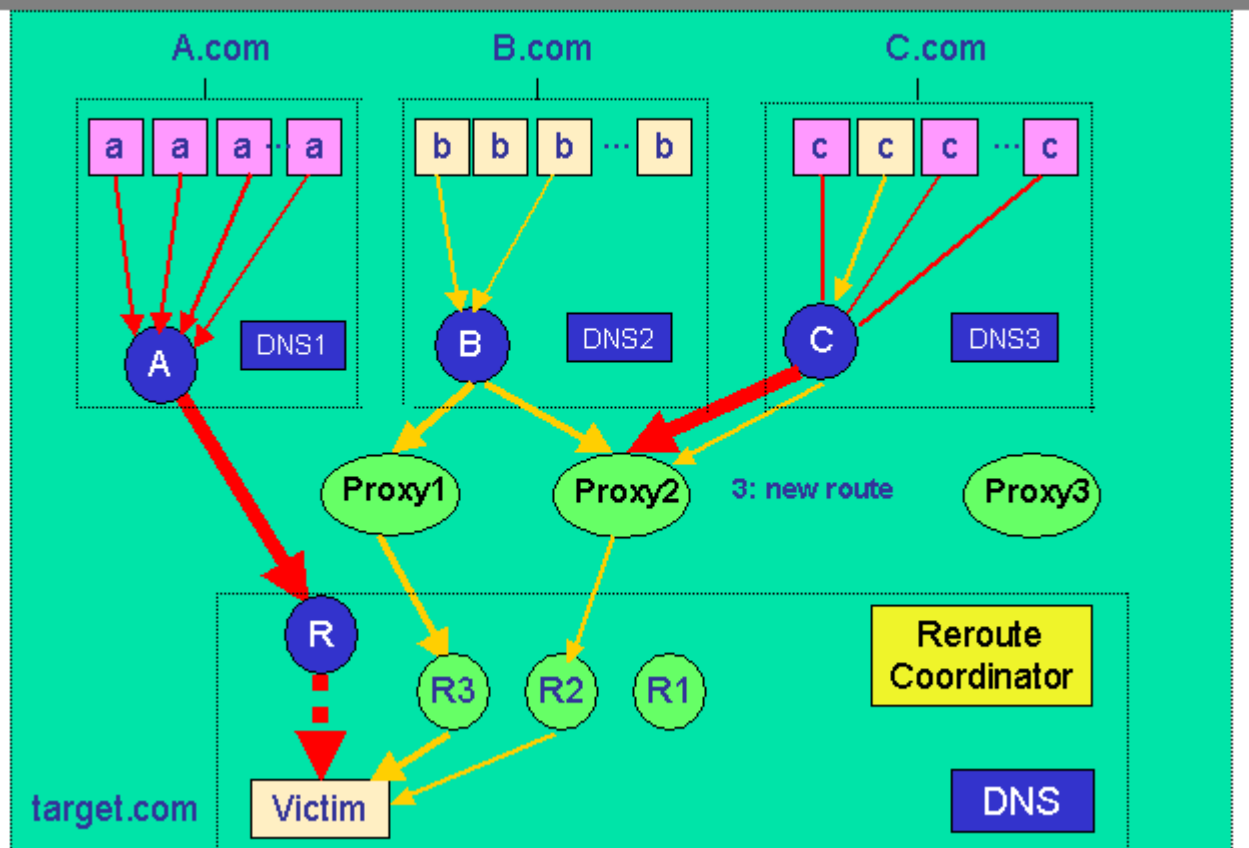 A.com B.com C.com
a a a ... a b b b ... b c c c ... c
A DNS1 B DNS2 C DNS3
Proxy1 Proxy2 3: new route Proxy3
R
R3 R2 R1
Reroute
Coordinator
target.com Victim DNS